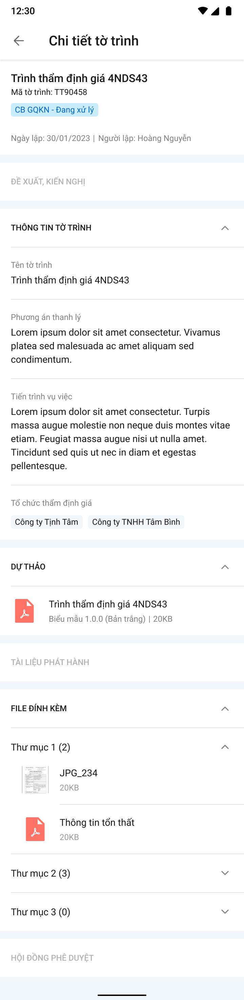 12:30
Chi tiết tờ trình
Trình thẩm định giá 4NDS43
Mã tờ trình: TT90458
CB GQKN - Đang xử lý
Ngày lập: 30/01/2023 | Người lập: Hoàng Nguyễn
ĐỀ XUẤT, KIẾN NGHỊ
THÔNG TIN TỜ TRÌNH
Tên tờ trình
Trình thẩm định giá 4NDS43
Phương án thanh lý
Lorem ipsum dolor sit amet consectetur. Vivamus
platea sed malesuada ac amet aliquam sed
condimentum.
Tiến trình vụ việc
Lorem ipsum dolor sit amet consectetur. Turpis
massa augue molestie non neque duis montes vitae
etiam. Feugiat massa augue nisi ut nulla amet.
Tincidunt sed quis ut nec in diam et egestas
pellentesque.
Tổ chức thẩm định giá
Công ty Tịnh Tâm Công ty TNHH Tâm Bình
DỰ THẢO
Trình thẩm định giá 4NDS43
Biểu mẫu 1.0.0 (Bản trắng) | 20KB
TÀI LIỆU PHÁT HÀNH
FILE ĐÍNH KÈM
Thư mục 1 (2)
JPG_234
20KB
Thông tin tổn thất
20KB
Thư mục 2 (3)
Thư mục 3 (0)
HỘI ĐỒNG PHÊ DUYỆT